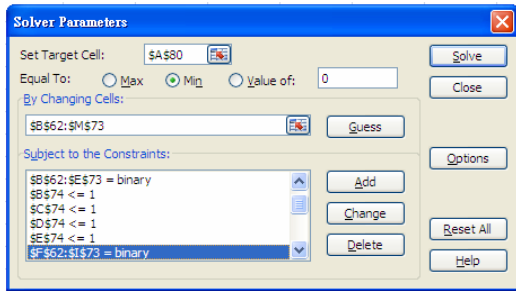 Solver Parameters
Set Target Cell: $A$80 Solve
Equal To: Max Min Value of: 0 Close
By Changing Cells:
$B$62:$M$73 Guess
Subject to the Constraints: Options
$B$62:$E$73 = binary Add
$B$74 <= 1
$C$74 <= 1 Change
$D$74 <= 1 Reset All
$E$74 <= 1 Delete
$F$62:$I$73 = binary Help